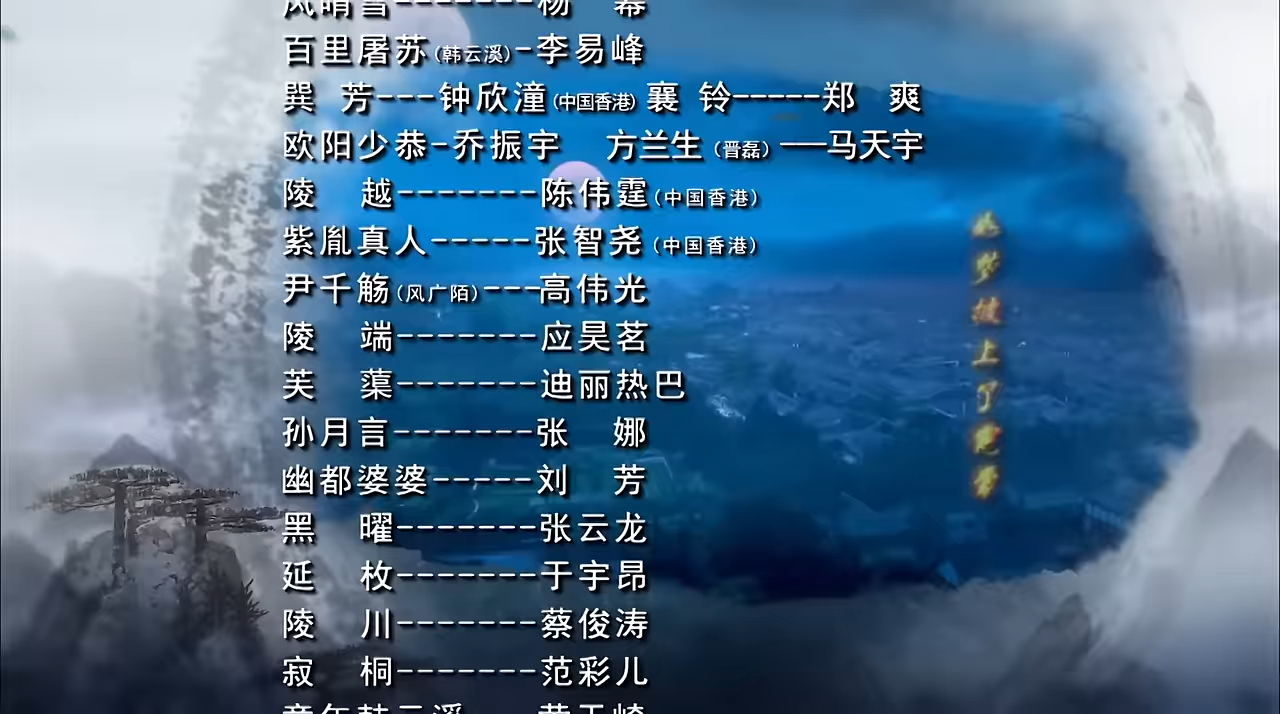 风晴雪-------杨　幂
百里屠苏(韩云溪)-李易峰
巽　芳---钟欣潼(中国香港) 襄　铃-----郑　爽
欧阳少恭-乔振宇　方兰生(晋磊)——马天宇
陵　越-------陈伟霆(中国香港)
紫胤真人-----张智尧(中国香港)
尹千觞(风广陌)---高伟光
陵　端-------应昊茗
芙　蕖-------迪丽热巴
孙月言-------张　娜
幽都婆婆-----刘　芳
黑　曜-------张云龙
延　枚-------于宇昂
陵　川-------蔡俊涛
寂　桐-------范彩儿